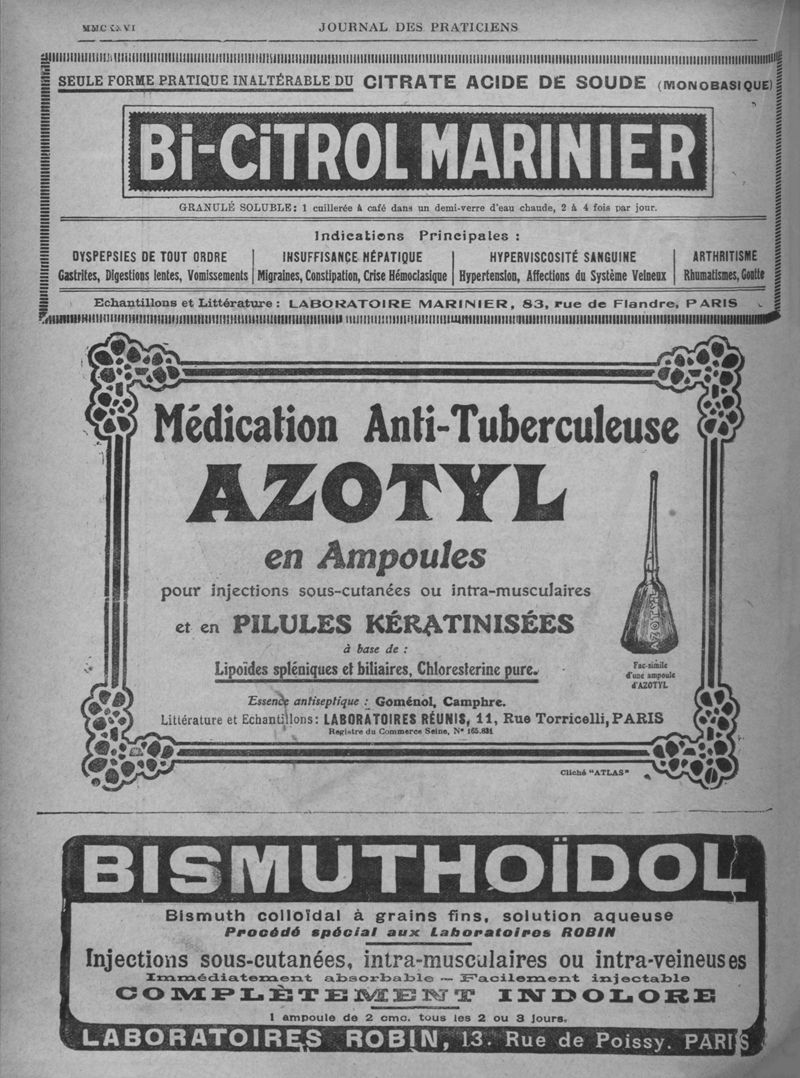 JOURNAL DES PRATICIENS
SEULE FORME PRATIQUE INALTÉRABLE DU CITRATE ACIDE DE SOUDE (MONOBASIQUE)
Bi-CiTROL MARINIER
GRANULÉ SOLUBLE: 1 cuillerée à café dans un demi-verre d'eau chaude, 2 à 4 fois par jour.
Indications Principales :
DYSPEPSIES DE TOUT ORDRE INSUFFISANCE HÉPATIQUE HYPERVISCOSITÉ SANGUINE ARTHRITISME
Gastrites, Digestions lentes, Vomissements Migraines, Constipation, Crise Hémoclasique Hypertension, Affections du Système Veineux Rhumatismes, Goutte
Echantillons et Littérature : LABORATOIRE MARINIER, 83, rue de Flandre, PARIS
Médication Anti-Tuberculeuse
AZOTYL
en Ampoules
pour injections sous-cutanées ou intra-musculaires
et en PILULES KÉRATINISÉES
à base de :
Lipoïdes spléniques et biliaires, Chloresterine pure.
Essence antiseptique : Goménol, Camphre.
Littérature et Echantillons: LABORATOIRES RÉUNIS, 11, Rue Torricelli, PARIS
Registre du Commerce Seine, Nº 165.831
AZOTYL
Fac-simile
d'une ampoule
d'AZOTYL
Cliché "ATLAS"
BISMUTHOÏDOL
Bismuth colloïdal à grains fins, solution aqueuse
Procédé spécial aux Laboratoires ROBIN
Injections sous-cutanées, intra-musculaires ou intra-veineuses
Immédiatement absorbable — Facilement injectable
COMPLÈTEMENT INDOLORE
1 ampoule de 2 cmc. tous les 2 ou 3 jours.
LABORATOIRES ROBIN, 13. Rue de Poissy. PARIS